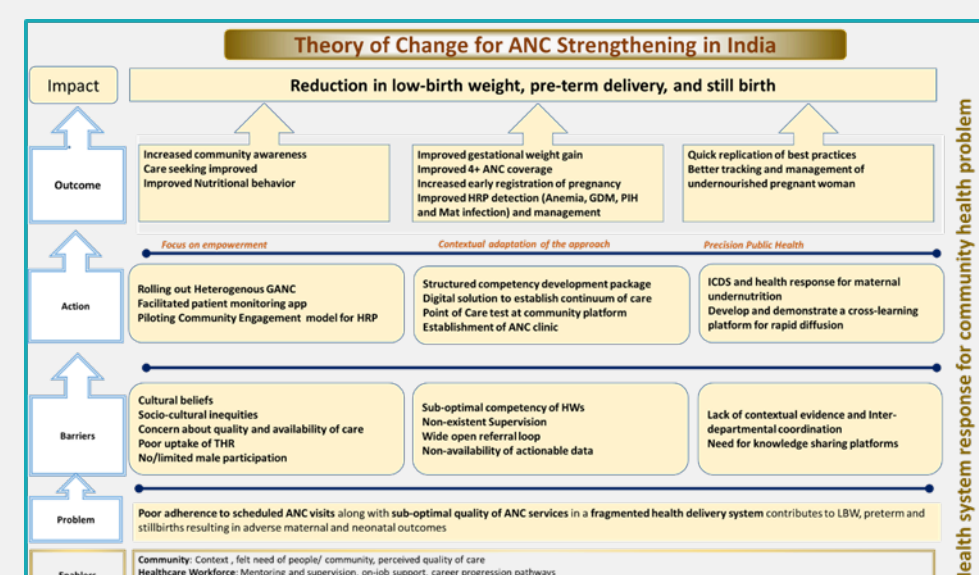 Theory of Change for ANC Strengthening in India
Impact
Reduction in low-birth weight, pre-term delivery, and still birth
Outcome
Increased community awareness
Care seeking improved
Improved Nutritional behavior
Improved gestational weight gain
Improved 4+ ANC coverage
Increased early registration of pregnancy
Improved HRP detection (Anemia, GDM, PIH
and Mat infection) and management
Quick replication of best practices
Better tracking and management of
undernourished pregnant woman
Focus on empowerment
Contextual adaptation of the approach
Precision Public Health
Action
Rolling out Heterogenous GANC
Facilitated patient monitoring app
Piloting Community Engagement model for HRP
Structured competency development package
Digital solution to establish continuum of care
Point of Care test at community platform
Establishment of ANC clinic
ICDS and health response for maternal
undernutrition
Develop and demonstrate a cross-learning
platform for rapid diffusion
Barriers
Cultural beliefs
Socio-cultural inequities
Concern about quality and availability of care
Poor uptake of THR
No/limited male participation
Sub-optimal competency of HWs
Non-existent Supervision
Wide open referral loop
Non-availability of actionable data
Lack of contextual evidence and Inter-
departmental coordination
Need for knowledge sharing platforms
Problem
Poor adherence to scheduled ANC visits along with sub-optimal quality of ANC services in a fragmented health delivery system contributes to LBW, preterm and
stillbirths resulting in adverse maternal and neonatal outcomes
Enablers
Community: Context , felt need of people/ community, perceived quality of care
Healthcare Workforce: Mentoring and supervision, on-job support, career progression pathways
ealth system response for community health problem